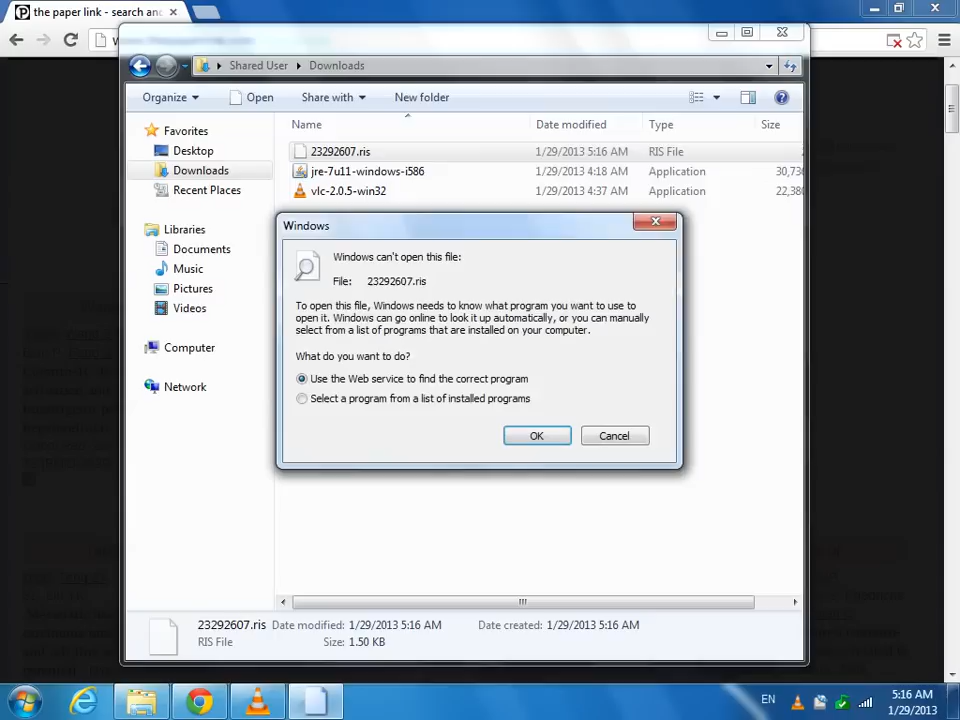 the paper link - search and
Shared User
Downloads
Organize
Open
Share with
New folder
Name
Date modified
Type
Size
Favorites
Desktop
Downloads
Recent Places
Libraries
Documents
Music
Pictures
Videos
Computer
Network
23292607.ris 1/29/2013 5:16 AM RIS File
jre-7u11-windows-i586 1/29/2013 4:18 AM Application 30,736
vlc-2.0.5-win32 1/29/2013 4:37 AM Application 22,380
Windows
Windows can't open this file:
File: 23292607.ris
To open this file, Windows needs to know what program you want to use to
open it. Windows can go online to look it up automatically, or you can manually
select from a list of programs that are installed on your computer.
What do you want to do?
Use the Web service to find the correct program
Select a program from a list of installed programs
OK
Cancel
23292607.ris Date modified: 1/29/2013 5:16 AM Date created: 1/29/2013 5:16 AM
RIS File Size: 1.50 KB
EN
5:16 AM
1/29/2013